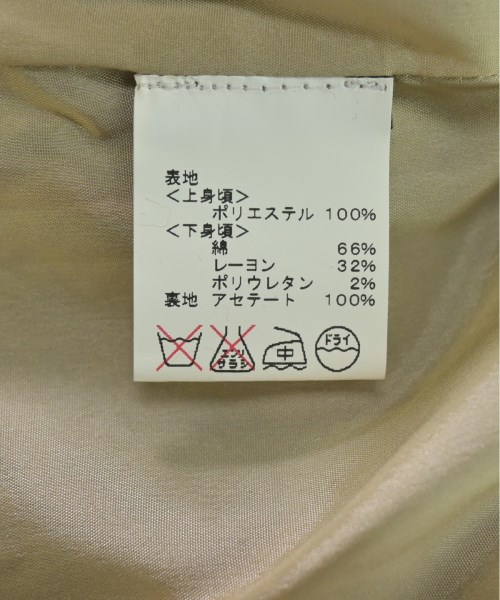 表地
<上身頃>
ポリエステル 100%
<下身頃>
綿 66%
レーヨン 32%
ポリウレタン 2%
裏地 アセテート 100%
エンソ サラシ 中 ドライ